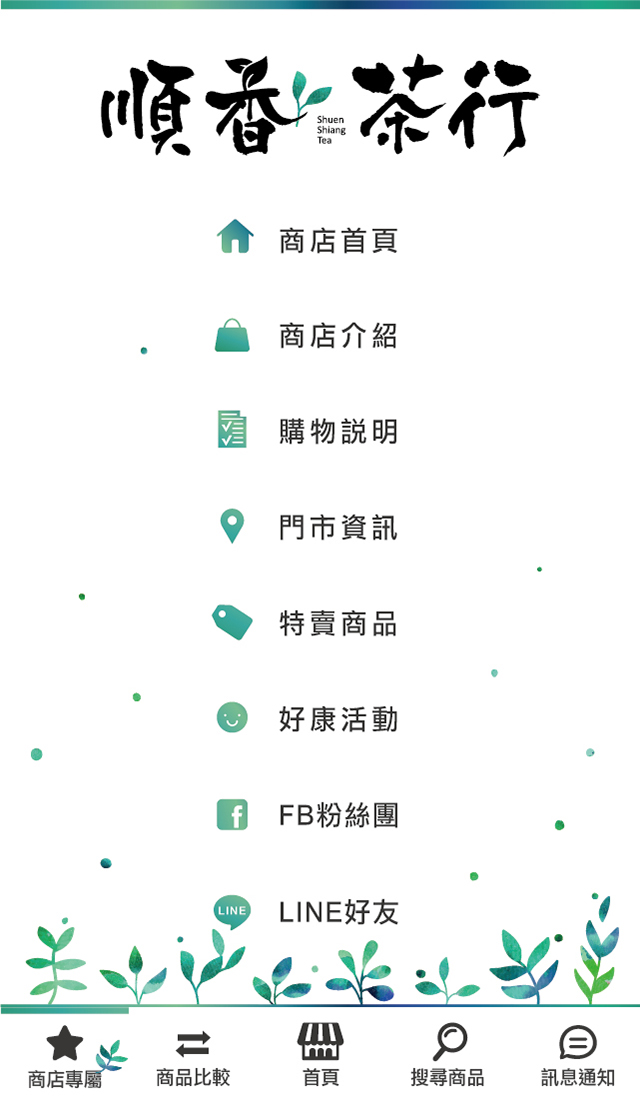 順香茶行
Shuen
Shiang
Tea
商店首頁
商店介紹
購物説明
門市資訊
特賣商品
好康活動
FB粉絲團
LINE
LINE好友
商店專屬
商品比較
首頁
搜尋商品
訊息通知